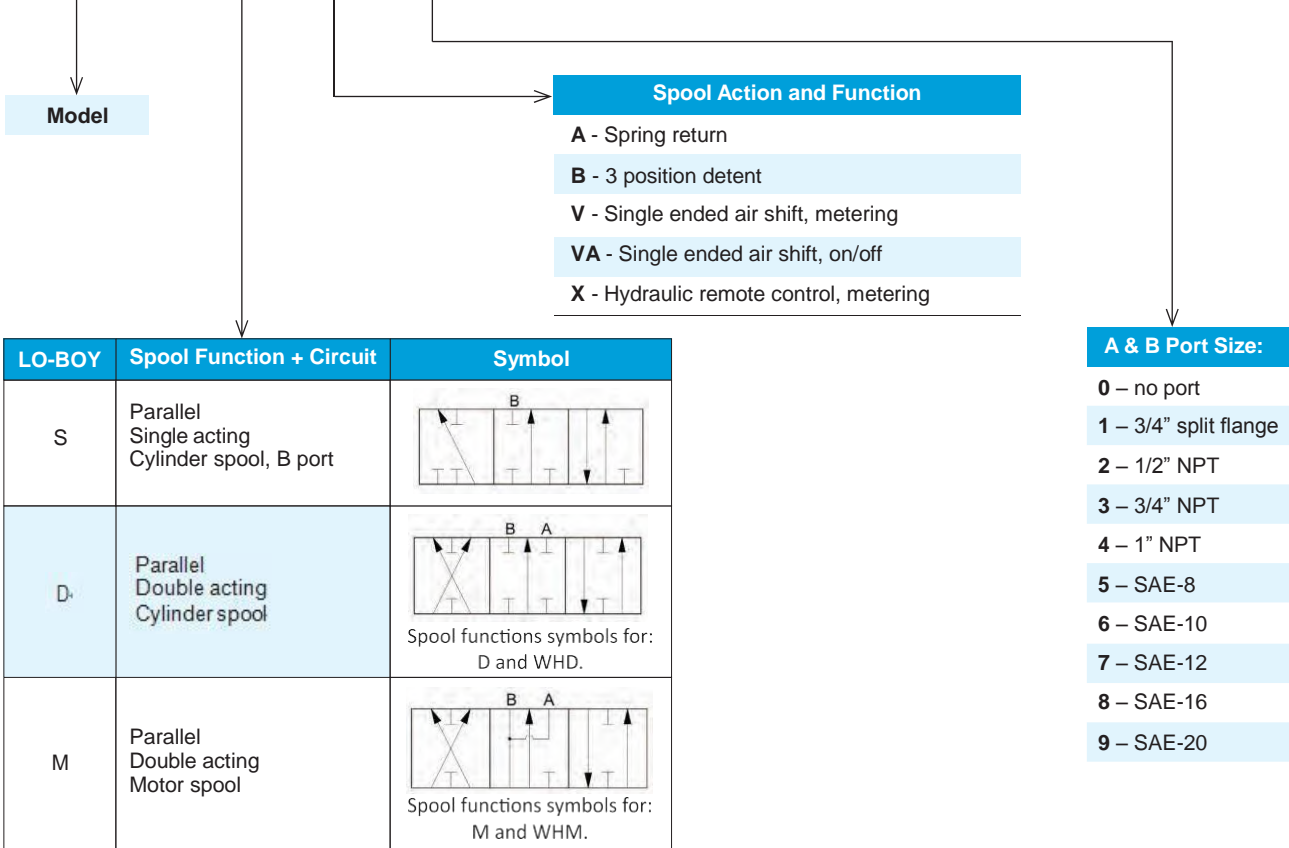 Model
Spool Action and Function
A - Spring return
B - 3 position detent
V - Single ended air shift, metering
VA - Single ended air shift, on/off
X - Hydraulic remote control, metering
LO-BOY Spool Function + Circuit Symbol
S
Parallel
Single acting
Cylinder spool, B port
B
D
Parallel
Double acting
Cylinder spool
B A
Spool functions symbols for:
D and WHD.
M
Parallel
Double acting
Motor spool
B A
Spool functions symbols for:
M and WHM.
A & B Port Size:
0 – no port
1 – 3/4” split flange
2 – 1/2” NPT
3 – 3/4” NPT
4 – 1” NPT
5 – SAE-8
6 – SAE-10
7 – SAE-12
8 – SAE-16
9 – SAE-20